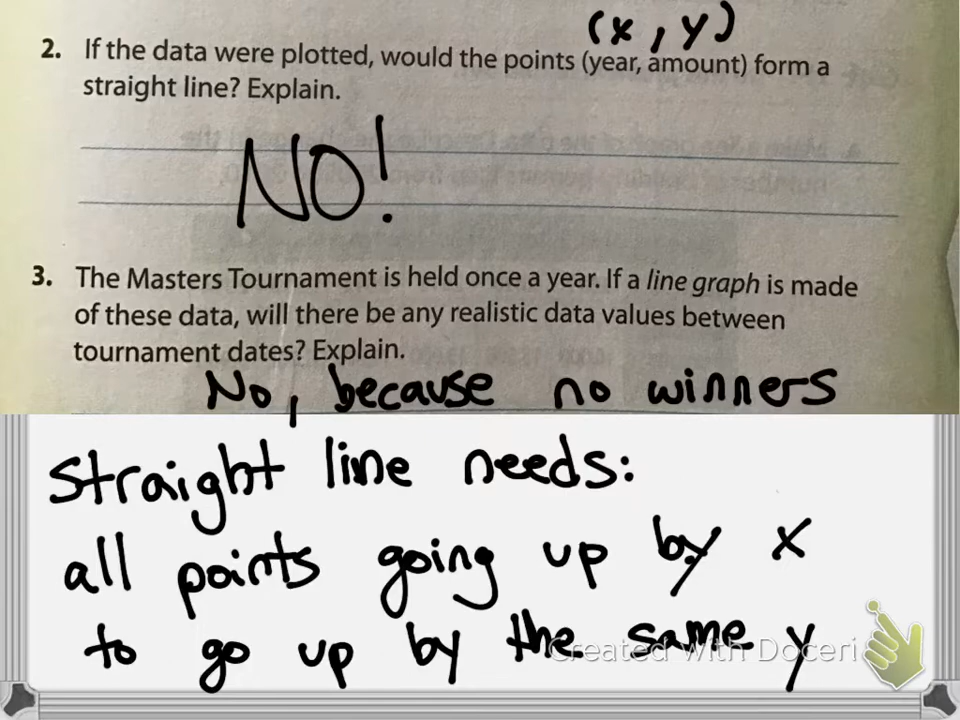 (x, y)
2. If the data were plotted, would the points (year, amount) form a
straight line? Explain.
NO!
3. The Masters Tournament is held once a year. If a line graph is made
of these data, will there be any realistic data values between
tournament dates? Explain.
No, because no winners
straight line needs:
all points going up by x
to go up by the same y
Created with Doceri